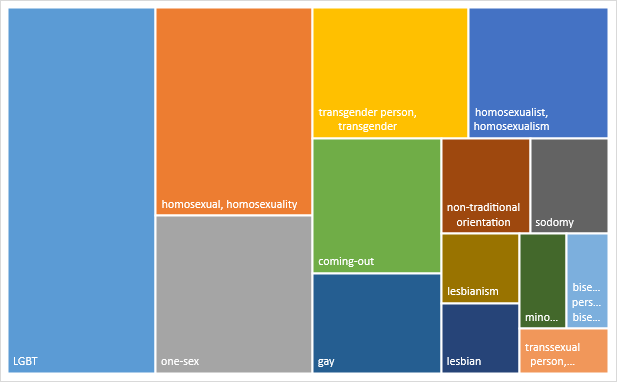 LGBT
homosexual, homosexuality
one-sex
transgender person,
transgender
homosexualist,
homosexualism
coming-out
gay
non-traditional
orientation
sodomy
lesbianism
lesbian
mino...
bise...
pers...
bise...
transsexual
person,...